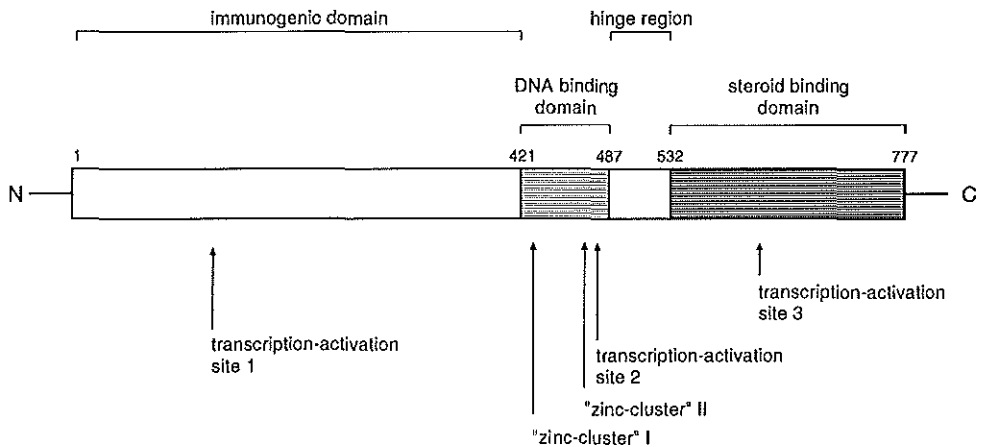 immunogenic domain
hinge region
DNA binding
domain
steroid binding
domain
1
421
487
532
777
N
C
transcription-activation
site 1
transcription-activation
site 2
transcription-activation
site 3
"zinc-cluster" II
"zinc-cluster" I